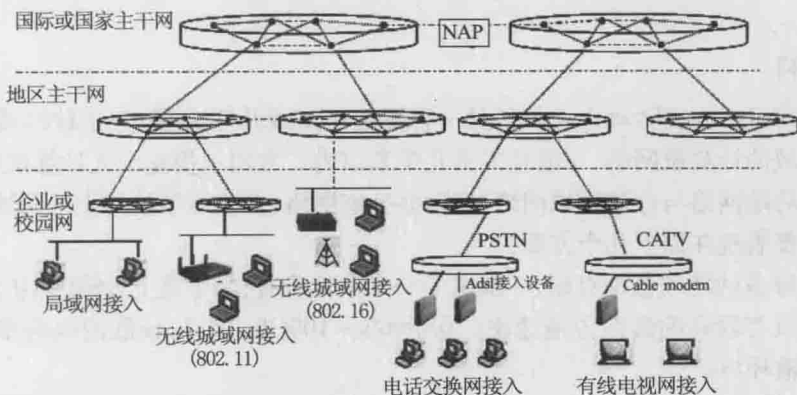 国际或国家主干网
NAP
地区主干网
企业或
校园网
PSTN
CATV
Adsl接入设备
Cable modem
局域网接入
无线城域网接入
(802.11)
无线城域网接入
(802.16)
电话交换网接入
有线电视网接入